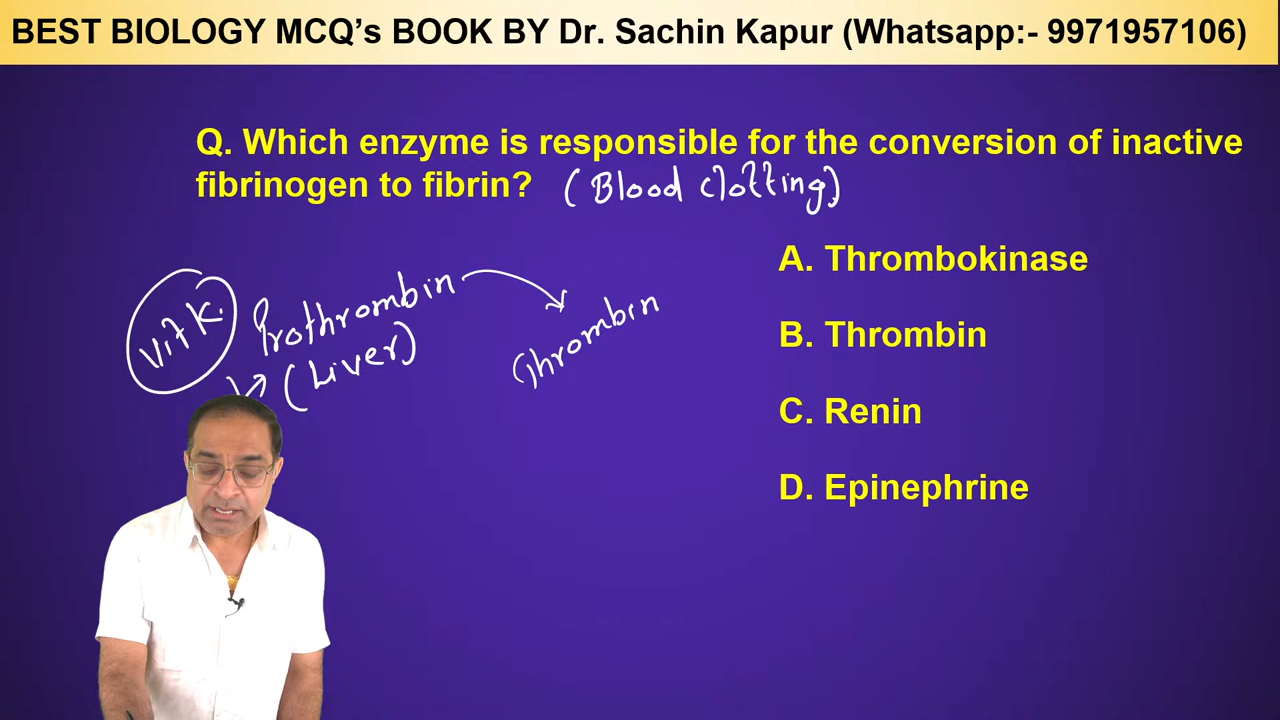 BEST BIOLOGY MCQ’s BOOK BY Dr. Sachin Kapur (Whatsapp:- 9971957106)
Q. Which enzyme is responsible for the conversion of inactive
fibrinogen to fibrin? (Blood clotting)
Vit K.
Prothrombin
(Liver)
Thrombin
A. Thrombokinase
B. Thrombin
C. Renin
D. Epinephrine